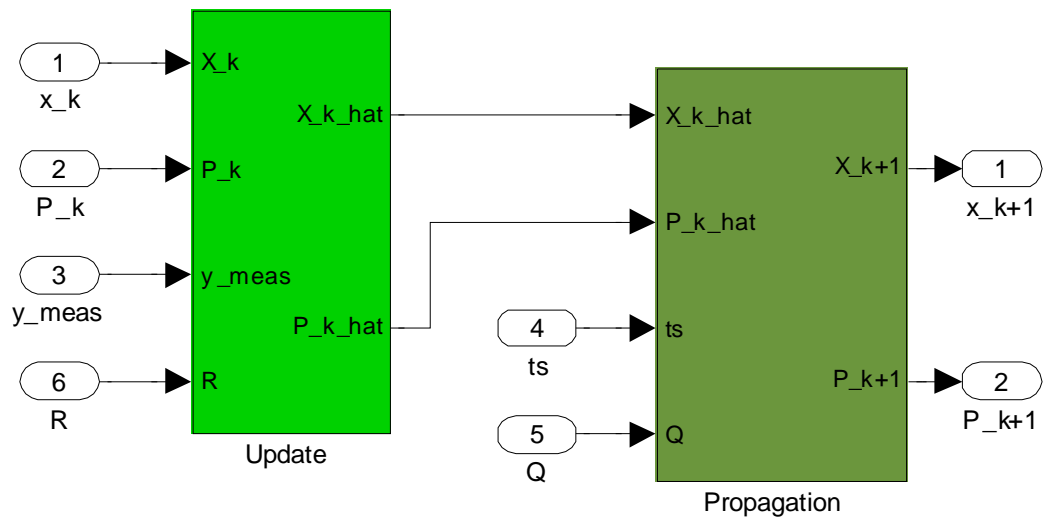 1
x_k
2
P_k
3
y_meas
6
R
X_k
P_k
y_meas
R
X_k_hat
P_k_hat
Update
4
ts
5
Q
X_k_hat
P_k_hat
ts
Q
X_k+1
P_k+1
Propagation
1
x_k+1
2
P_k+1